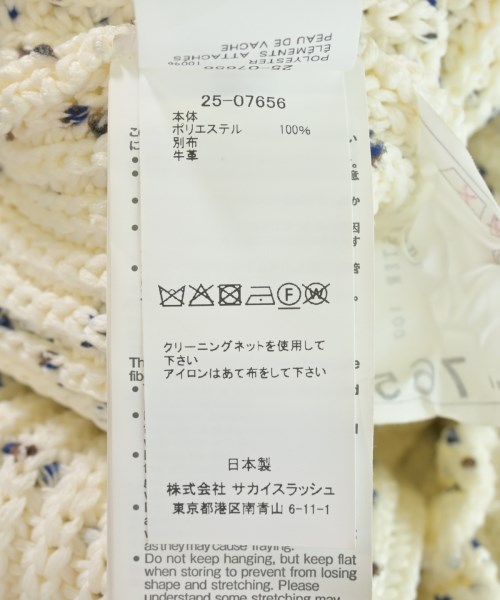 PEAU DE VACHE
ÉLÉMENTS ATTACHÉS
POLYESTER 100%
25-07656
25-07656
本体
ポリエステル 100%
別布
牛革
クリーニングネットを使用して
下さい
アイロンはあて布をして下さい
日本製
株式会社 サカイスラッシュ
東京都港区南青山 6-11-1
as they may cause fraying.
• Do not keep hanging, but keep flat
when storing to prevent from losing
shape and stretching. Please
understand some stretching may
765